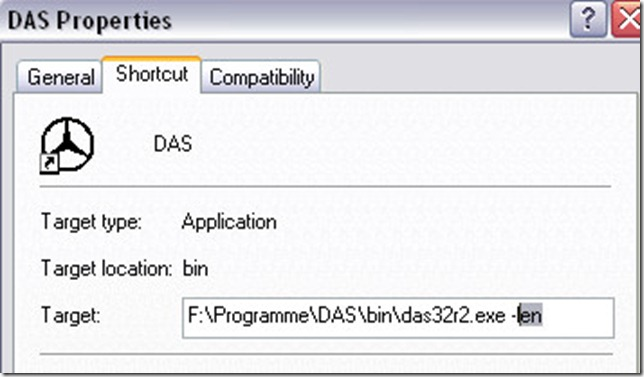 DAS Properties
General Shortcut Compatibility
DAS
Target type: Application
Target location: bin
Target: F:\Programme\DAS\bin\das32r2.exe -len